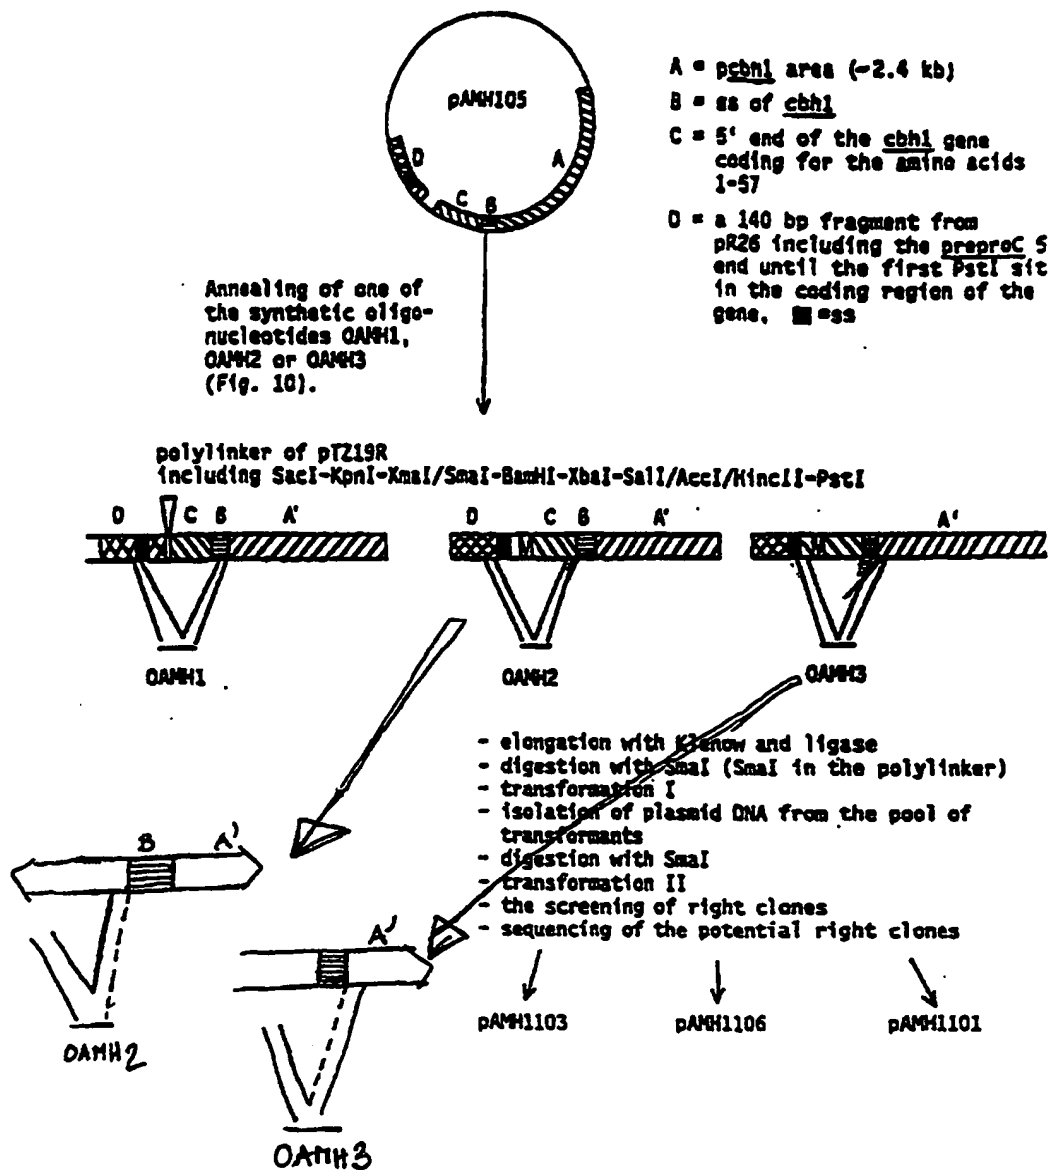 pAMH105
A
B
C
D
A = pcbh1 area (~2.4 kb)
B = ss of cbh1
C = 5' end of the cbh1 gene
coding for the amino acids
1-57
D = a 140 bp fragment from
pR26 including the preproC 5
end until the first PstI sit
in the coding region of the
gene. ■=ss
Annealing of one of
the synthetic oligo-
nucleotides OAMH1,
OAMH2 or OAMH3
(Fig. 10).
polylinker of pTZ19R
including SacI-KpnI-XmaI/SmaI-BamHI-XbaI-SalI/AccI/HincII-PstI
D C B A' D C B A' A'
OAMH1 OAMH2 OAMH3
- elongation with Klenow and ligase
- digestion with SmaI (SmaI in the polylinker)
- transformation I
- isolation of plasmid DNA from the pool of
transformants
- digestion with SmaI
- transformation II
- the screening of right clones
- sequencing of the potential right clones
pAMH1103 pAMH1106 pAMH1101
B A'
OAMH2
A'
OAMH3